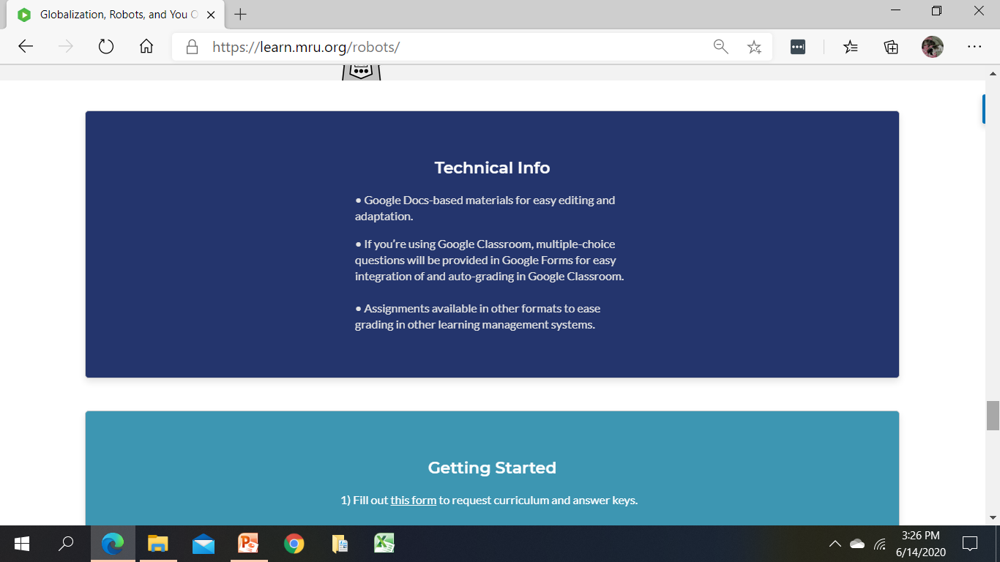 Globalization, Robots, and You C
https://learn.mru.org/robots/
Technical Info
• Google Docs-based materials for easy editing and
adaptation.
• If you’re using Google Classroom, multiple-choice
questions will be provided in Google Forms for easy
integration of and auto-grading in Google Classroom.
• Assignments available in other formats to ease
grading in other learning management systems.
Getting Started
1) Fill out this form to request curriculum and answer keys.
3:26 PM
6/14/2020